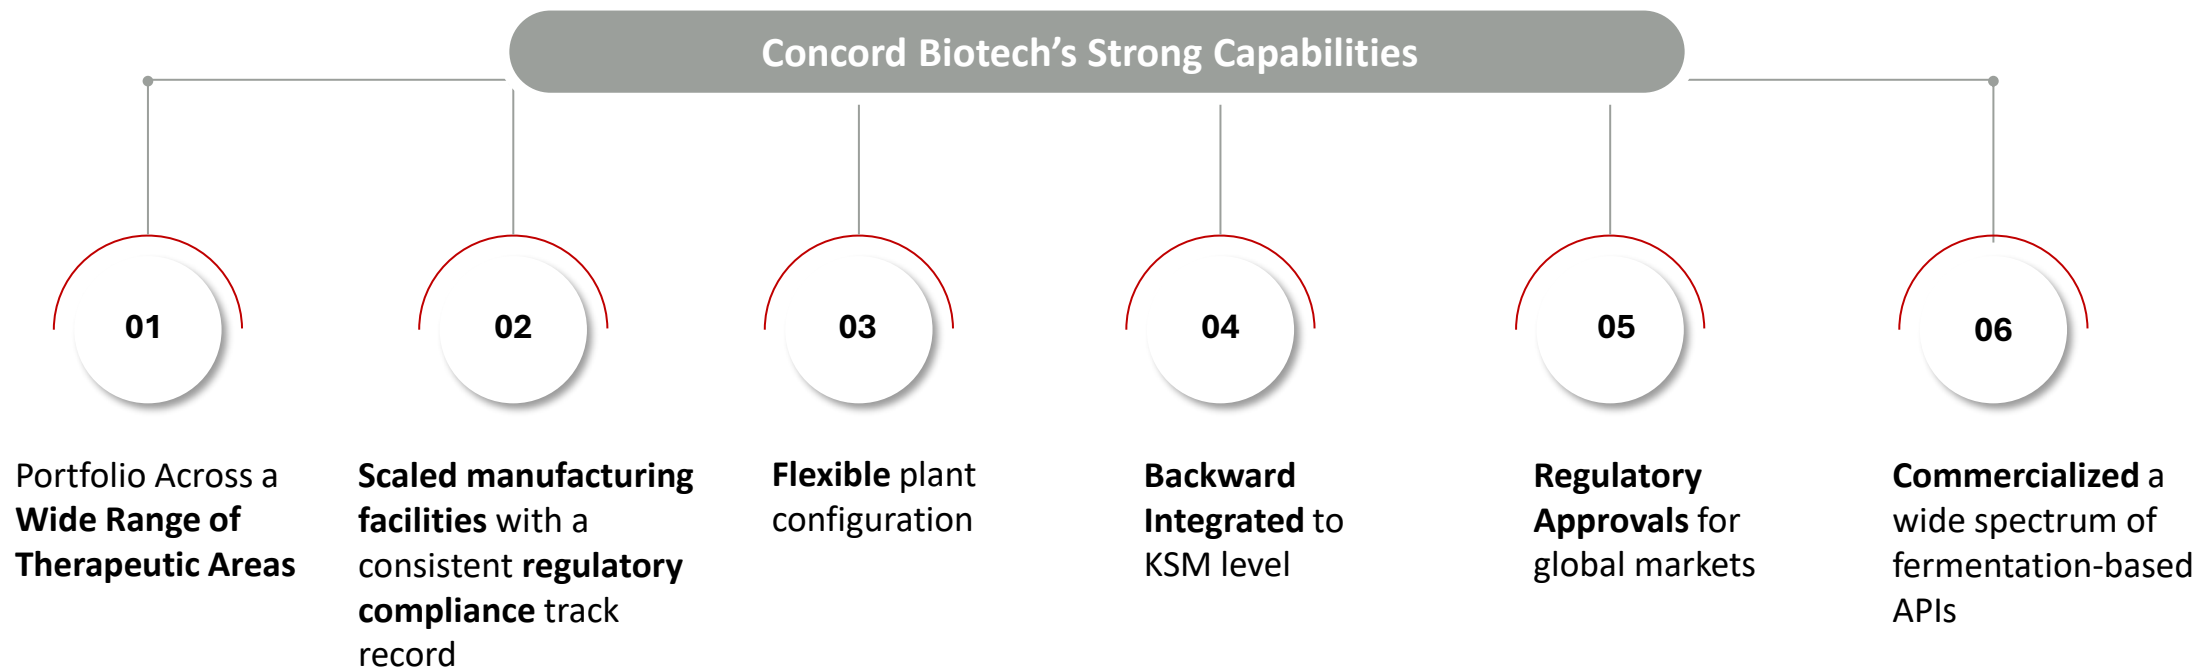 Concord Biotech’s Strong Capabilities
01
Portfolio Across a
Wide Range of
Therapeutic Areas
02
Scaled manufacturing
facilities with a
consistent regulatory
compliance track
record
03
Flexible plant
configuration
04
Backward
Integrated to
KSM level
05
Regulatory
Approvals for
global markets
06
Commercialized a
wide spectrum of
fermentation-based
APIs